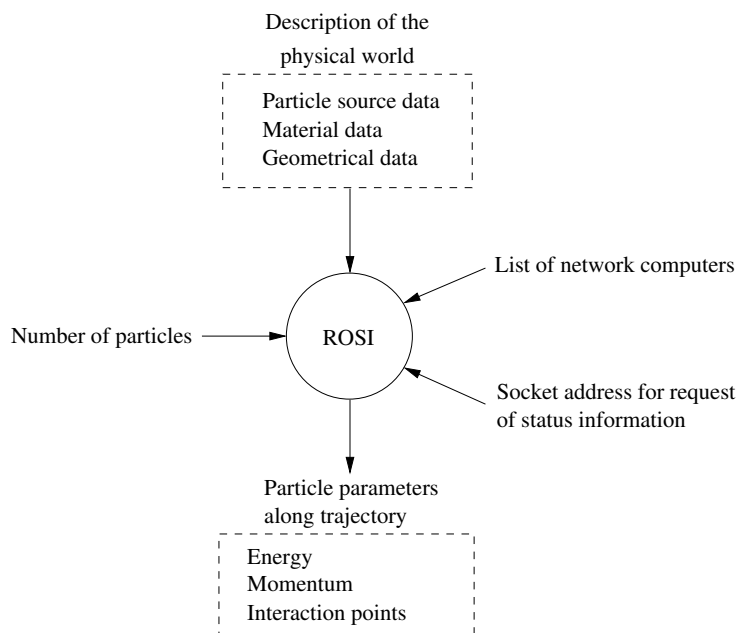 Description of the
physical world
Particle source data
Material data
Geometrical data
List of network computers
Number of particles
ROSI
Socket address for request
of status information
Particle parameters
along trajectory
Energy
Momentum
Interaction points